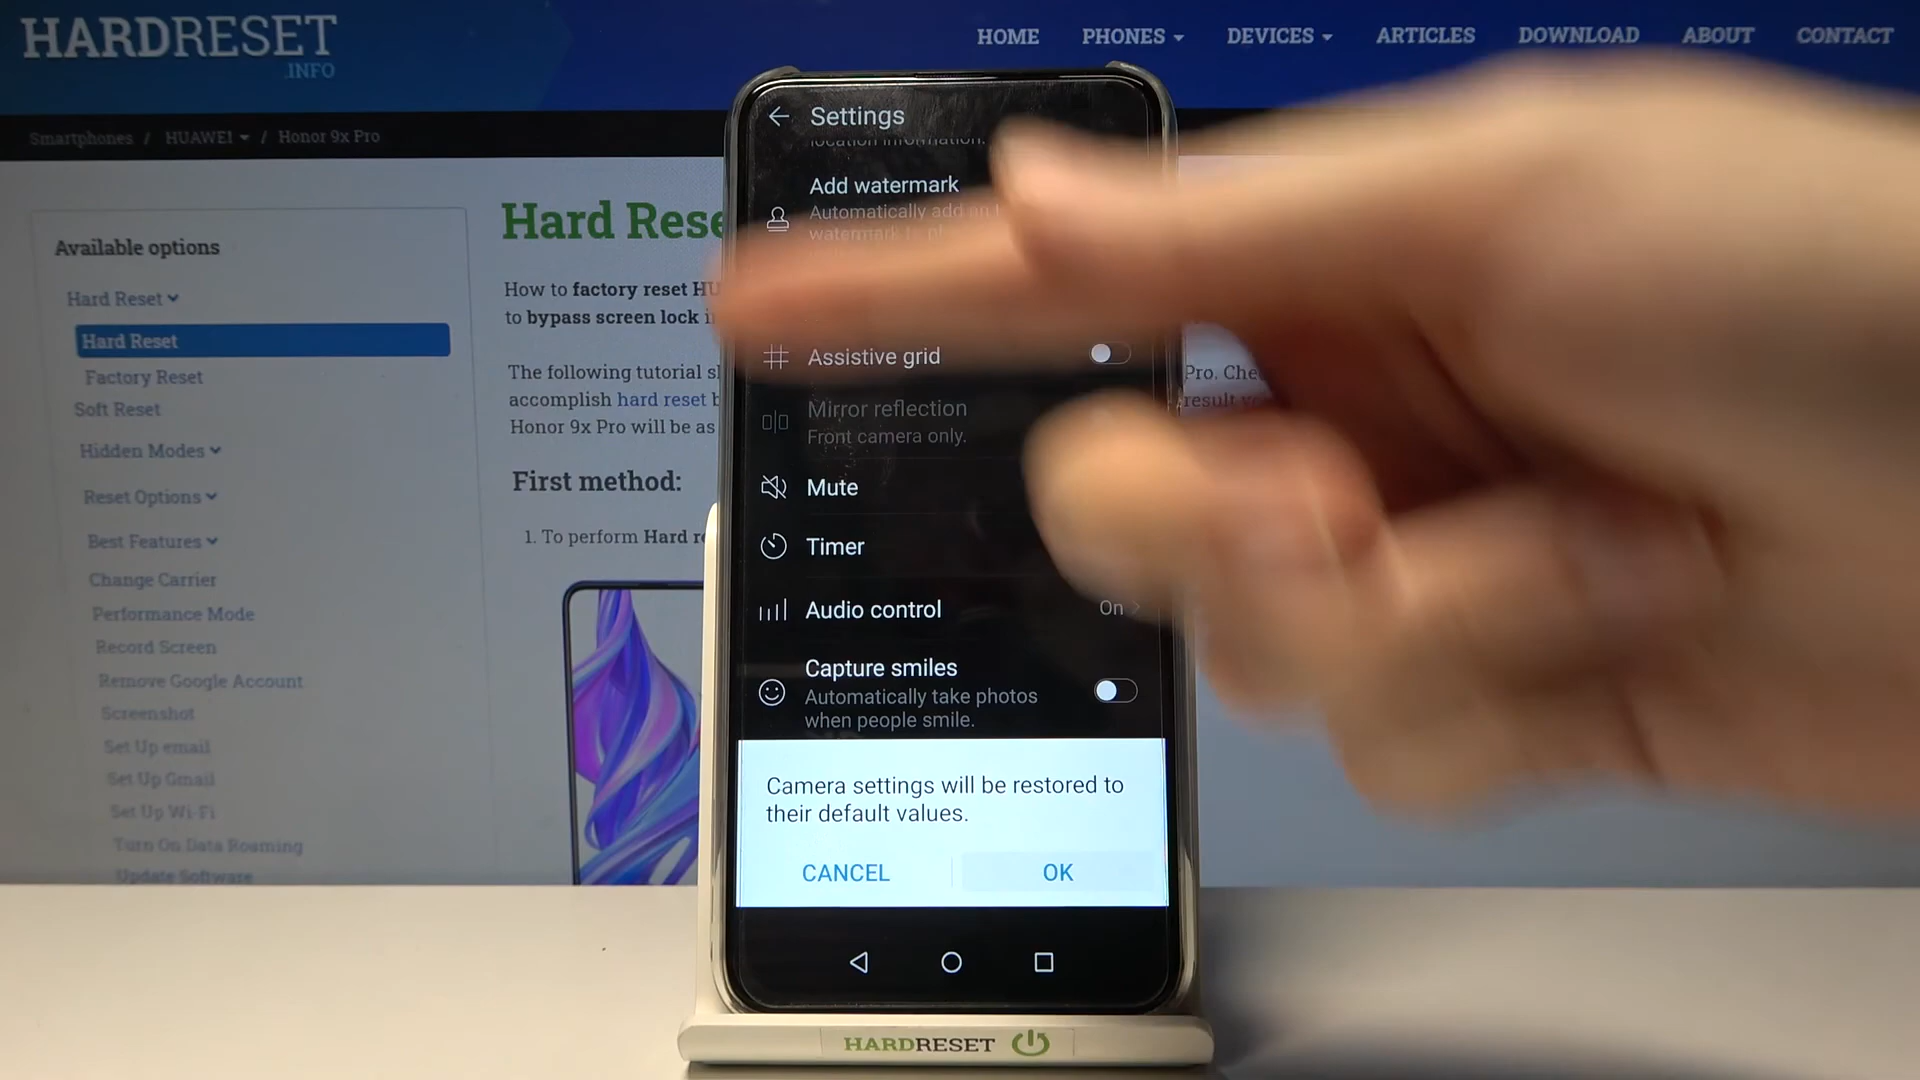 HARDRESET
.INFO
HOME PHONES DEVICES ARTICLES DOWNLOAD ABOUT CONTACT
Smartphones / HUAWEI / Honor 9x Pro
Available options
Hard Reset
Hard Reset
Factory Reset
Soft Reset
Hidden Modes
Reset Options
Best Features
Change Carrier
Performance Mode
Record Screen
Remove Google Account
Screenshot
Set Up email
Set Up Gmail
Set Up Wi-Fi
Turn On Data Roaming
Update Software
Hard Rese
How to factory reset HU
to bypass screen lock i
The following tutorial s
accomplish hard reset
Honor 9x Pro will be as
Pro. Che
result
First method:
1. To perform Hard r
Settings
location information.
Add watermark
Automatically add
watermark
Assistive grid
Mirror reflection
Front camera only.
Mute
Timer
Audio control On
Capture smiles
Automatically take photos
when people smile.
Camera settings will be restored to
their default values.
CANCEL OK
HARDRESET